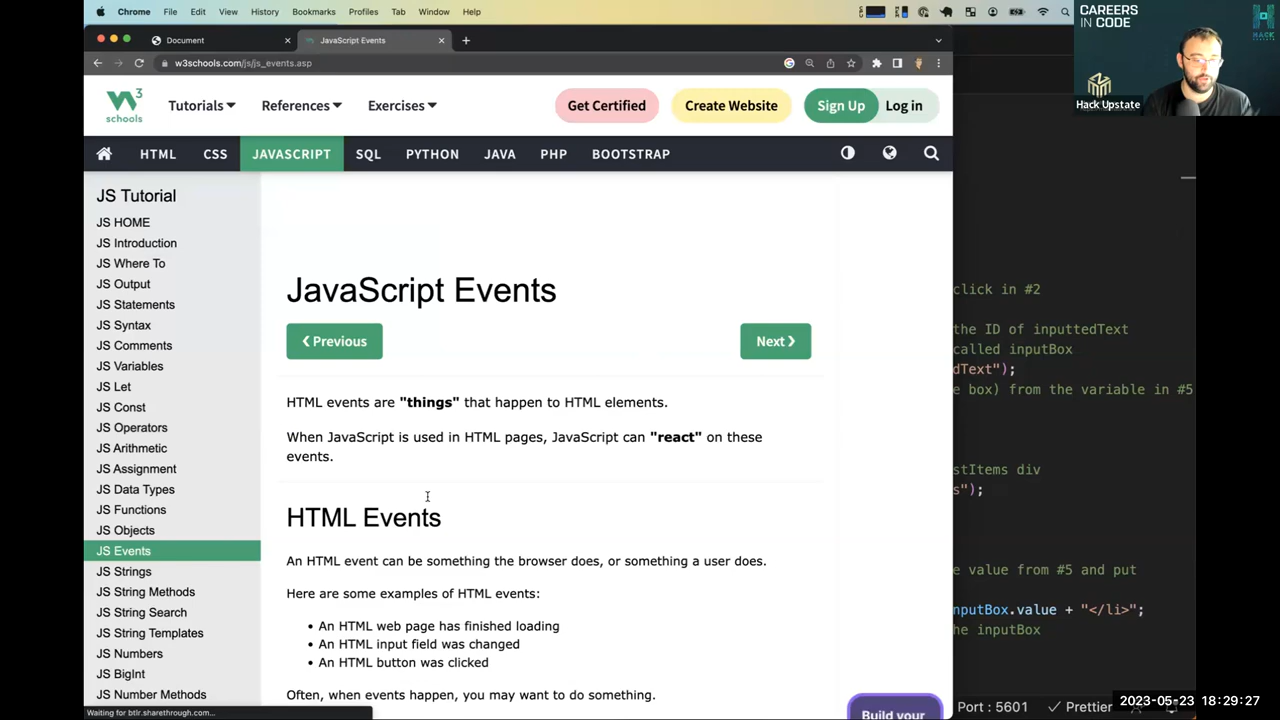 Chrome File Edit View History Bookmarks Profiles Tab Window Help
CAREERS
IN CODE
HACK
Hack Upstate
Document
JavaScript Events
w3schools.com/js/js_events.asp
w3
schools
Tutorials References Exercises Get Certified Create Website Sign Up Log in
HTML CSS JAVASCRIPT SQL PYTHON JAVA PHP BOOTSTRAP
JS Tutorial
JS HOME
JS Introduction
JS Where To
JS Output
JS Statements
JS Syntax
JS Comments
JS Variables
JS Let
JS Const
JS Operators
JS Arithmetic
JS Assignment
JS Data Types
JS Functions
JS Objects
JS Events
JS Strings
JS String Methods
JS String Search
JS String Templates
JS Numbers
JS BigInt
JS Number Methods
Waiting for btlr.sharethrough.com...
JavaScript Events
❮ Previous
Next ❯
HTML events are "things" that happen to HTML elements.
When JavaScript is used in HTML pages, JavaScript can "react" on these
events.
HTML Events
An HTML event can be something the browser does, or something a user does.
Here are some examples of HTML events:
• An HTML web page has finished loading
• An HTML input field was changed
• An HTML button was clicked
Often, when events happen, you may want to do something.
Build your
click in #2
the ID of inputtedText
called inputBox
dText");
e box) from the variable in #5
stItems div
s");
e value from #5 and put
nputBox.value + "</li>";
he inputBox
Port : 5601 ✓ Prettier
2023-05-23 18:29:27